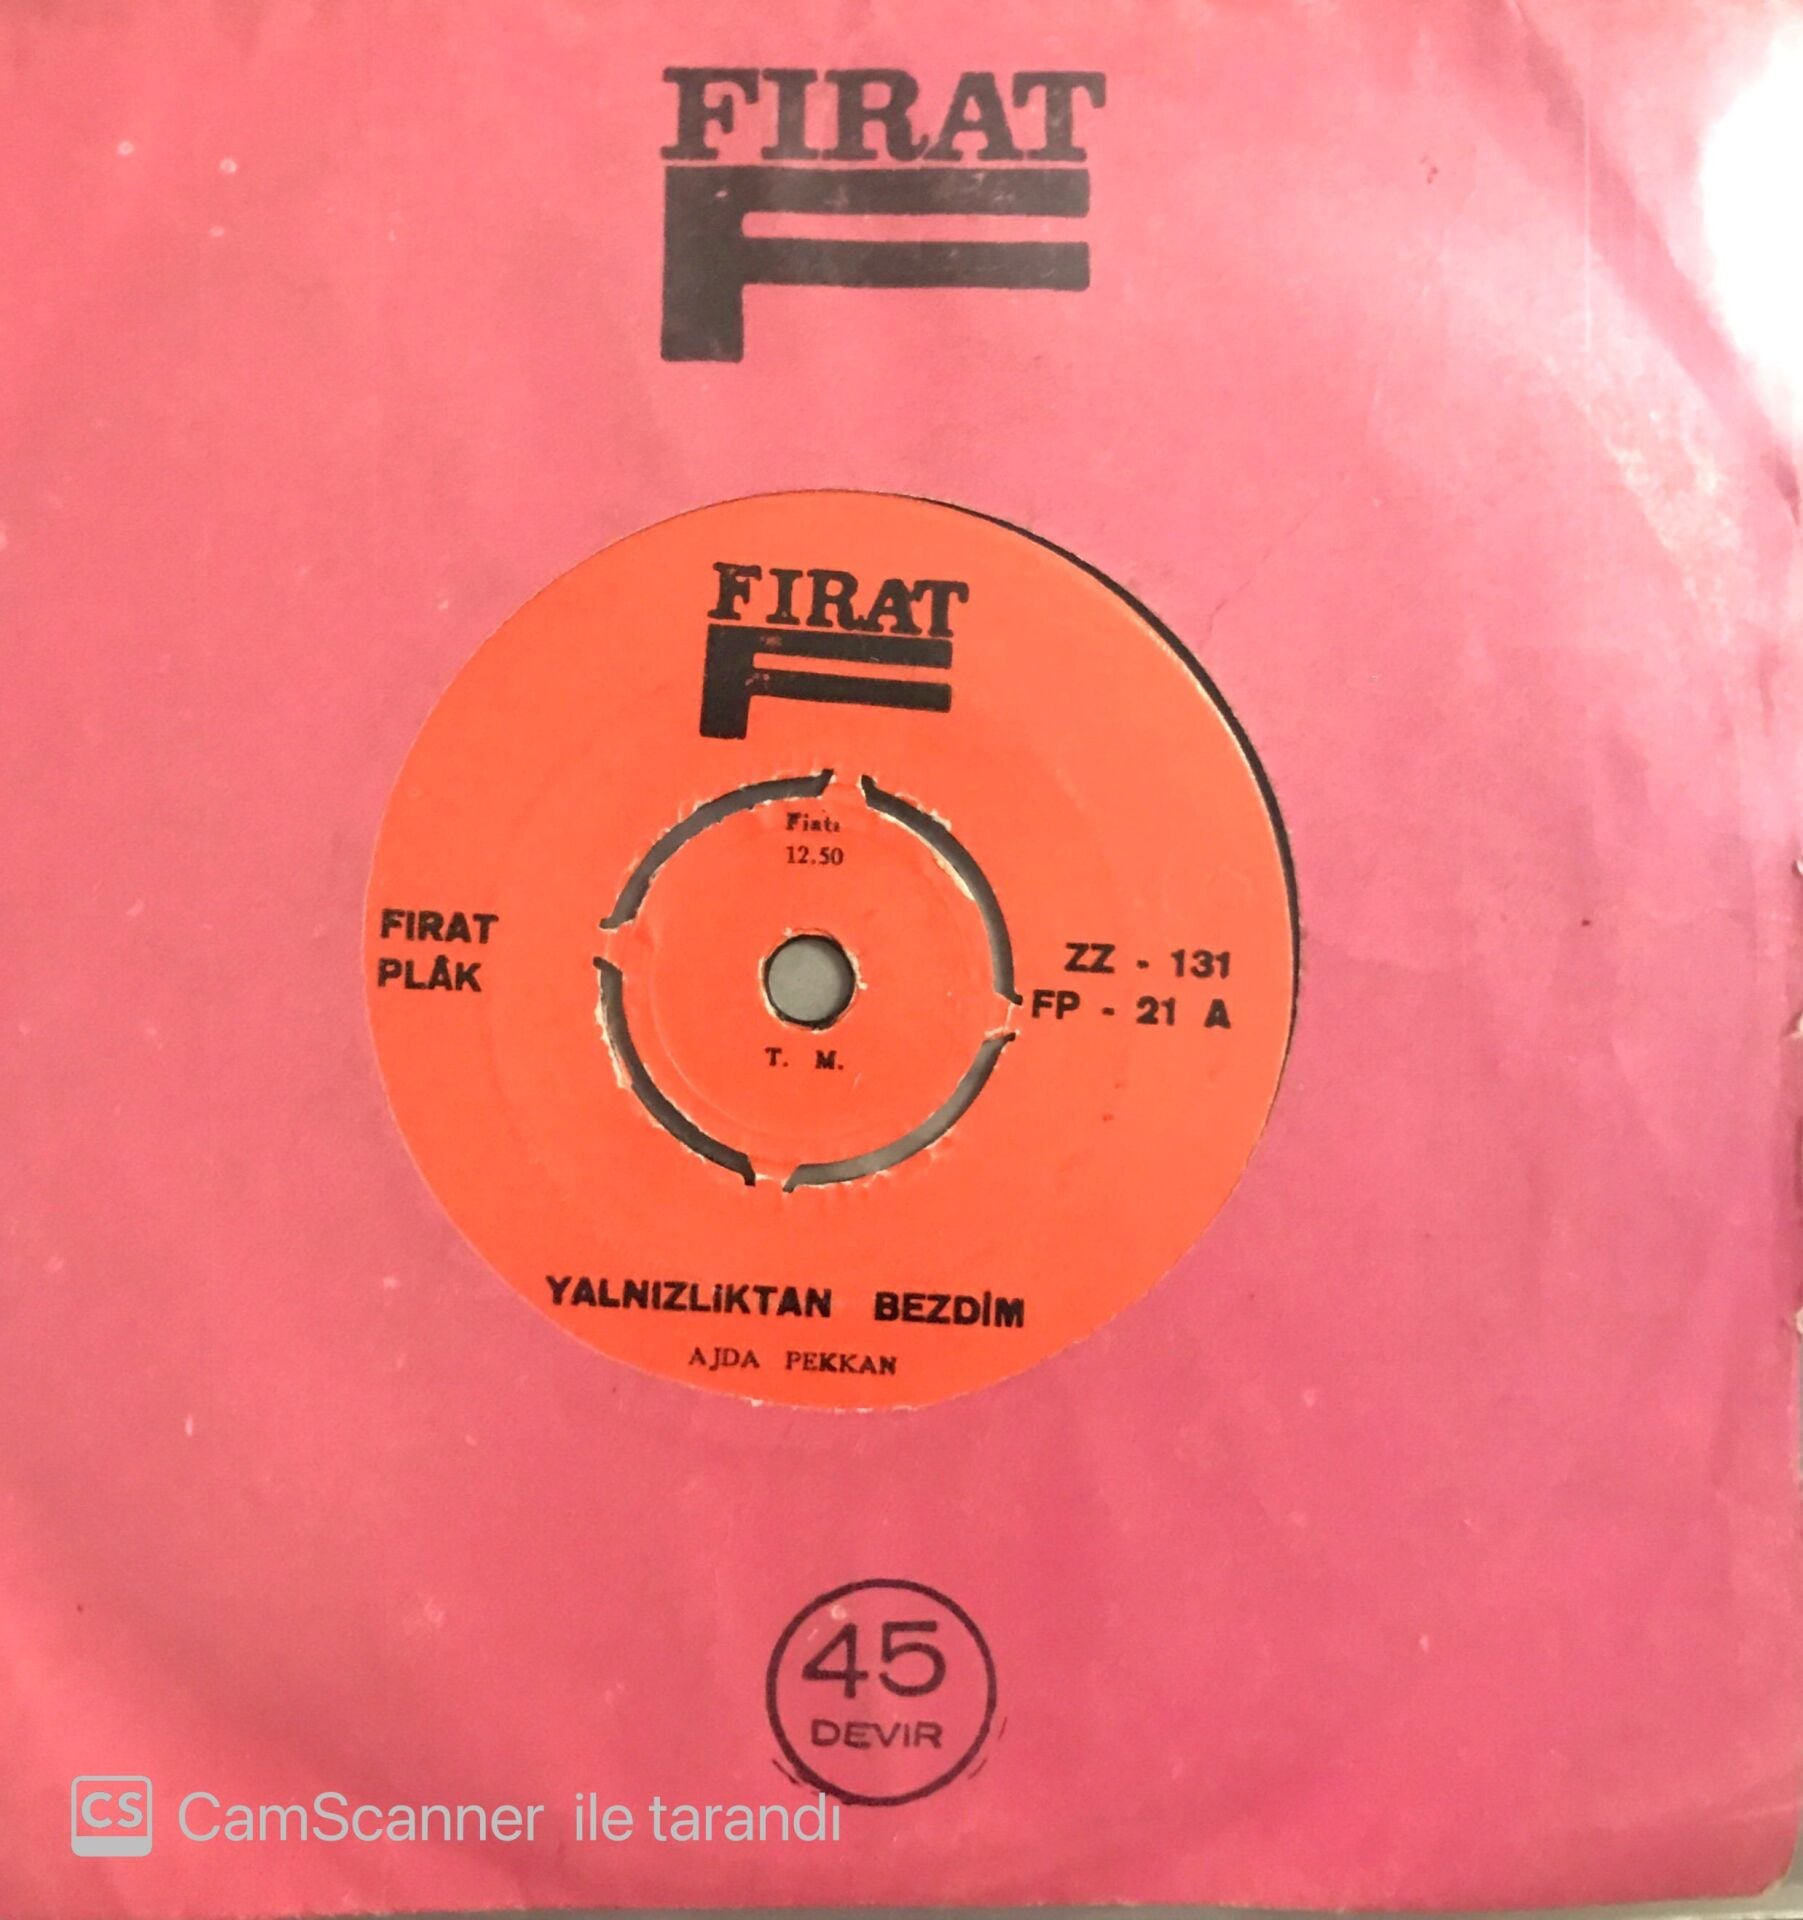 FIRAT
F
FIRAT
F
Fiatı
12.50
FIRAT
PLÂK
ZZ - 131
FP - 21 A
T. M.
YALNIZLiKTAN BEZDİM
AJDA PEKKAN
45
DEVİR
CS CamScanner ile tarandı